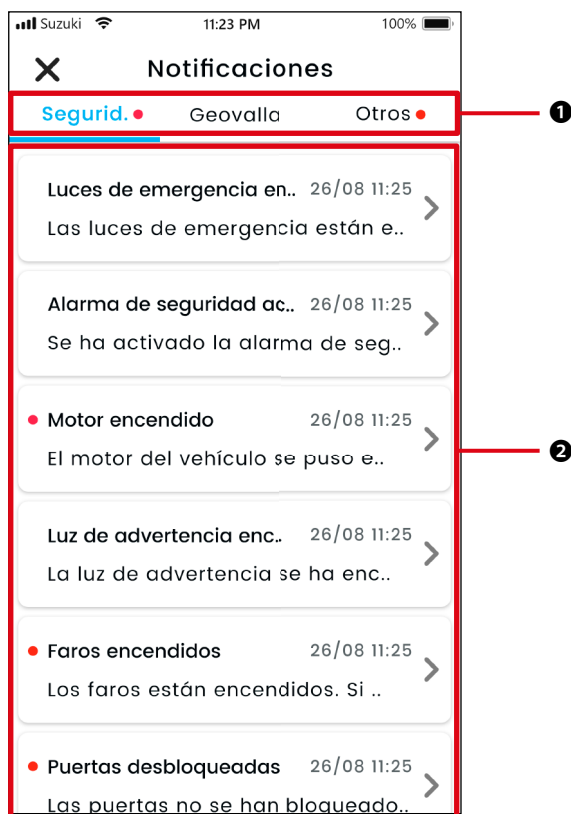 Suzuki 11:23 PM 100%
Notificaciones
Segurid. Geovalla Otros
1
Luces de emergencia en.. 26/08 11:25
Las luces de emergencia están e..
Alarma de seguridad ac.. 26/08 11:25
Se ha activado la alarma de seg..
Motor encendido 26/08 11:25
El motor del vehículo se puso e..
2
Luz de advertencia enc.. 26/08 11:25
La luz de advertencia se ha enc..
Faros encendidos 26/08 11:25
Los faros están encendidos. Si ..
Puertas desbloqueadas 26/08 11:25
Las puertas no se han bloqueado..